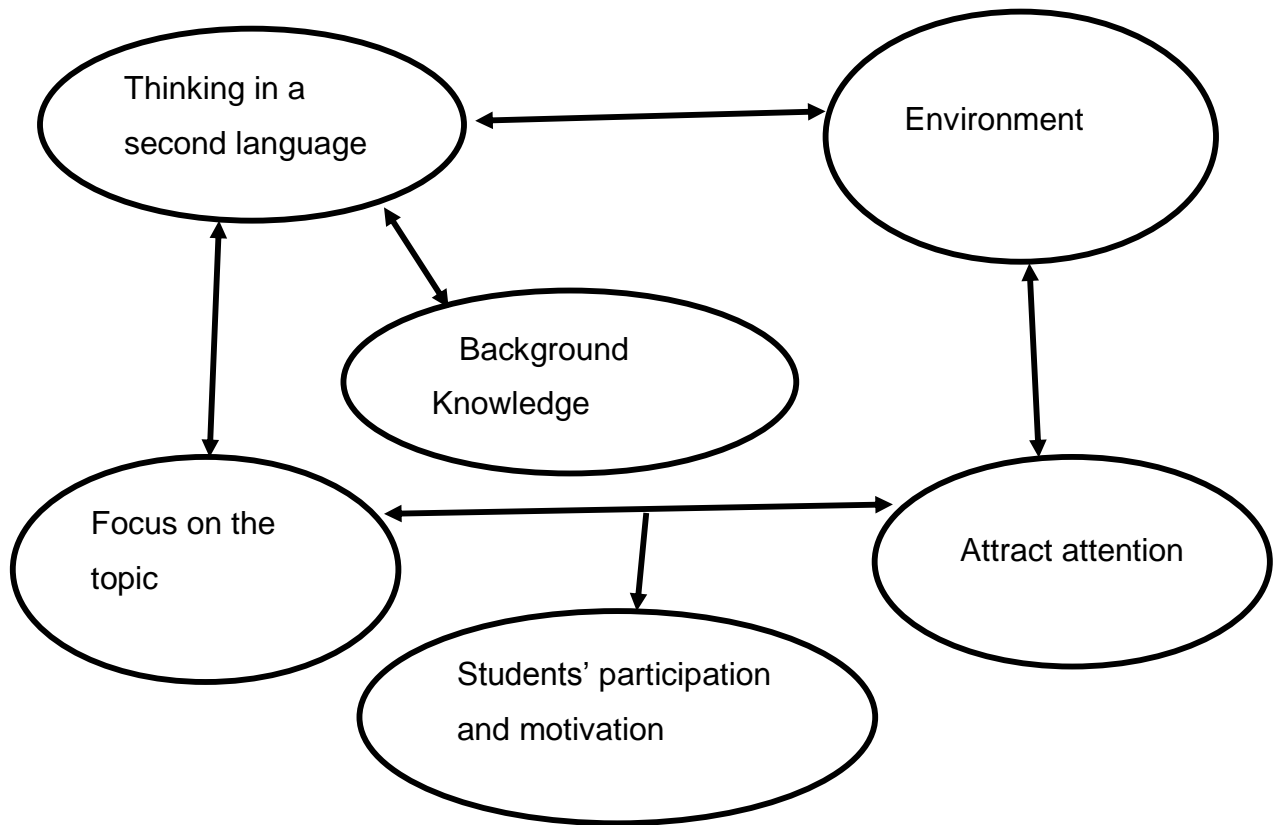 Thinking in a
second language
Environment
Background
Knowledge
Focus on the
topic
Attract attention
Students’ participation
and motivation